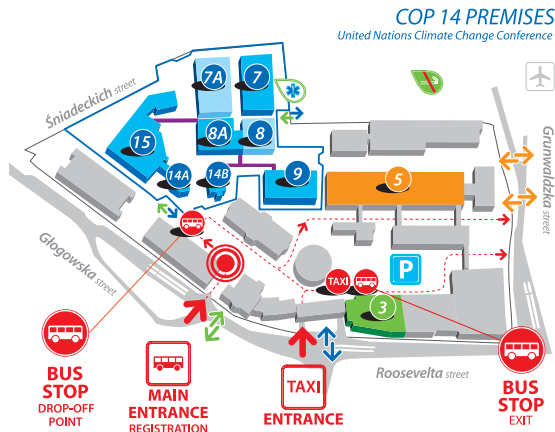 COP 14 PREMISES
United Nations Climate Change Conference
7A
7
Śniadeckich street
8A
8
15
14A
14B
9
5
Grunwaldzka street
Głogowska street
TAXI
P
3
BUS
STOP
DROP-OFF
POINT
MAIN
ENTRANCE
REGISTRATION
TAXI
ENTRANCE
Roosevelta street
BUS
STOP
EXIT